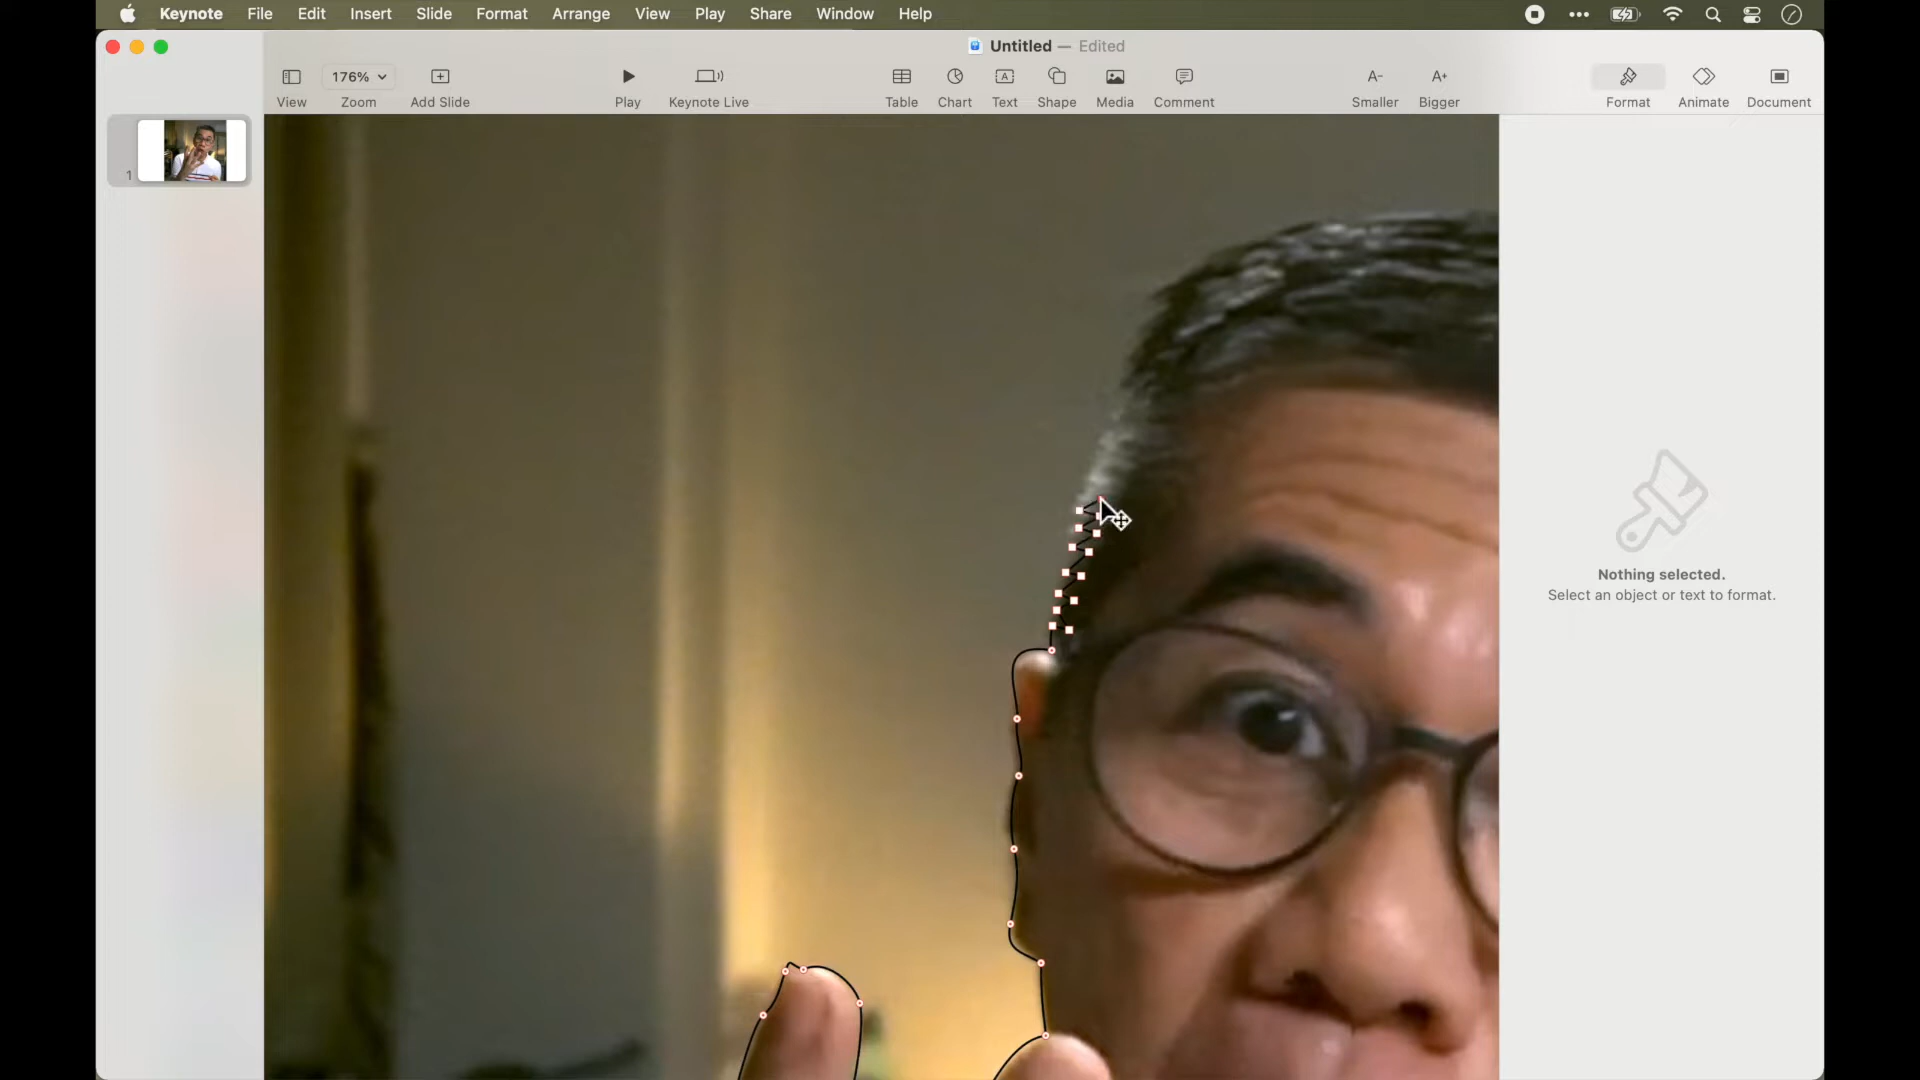 Keynote File Edit Insert Slide Format Arrange View Play Share Window Help
Untitled — Edited
176%
View Zoom Add Slide Play Keynote Live Table Chart Text Shape Media Comment Smaller Bigger Format Animate Document
1
Nothing selected.
Select an object or text to format.